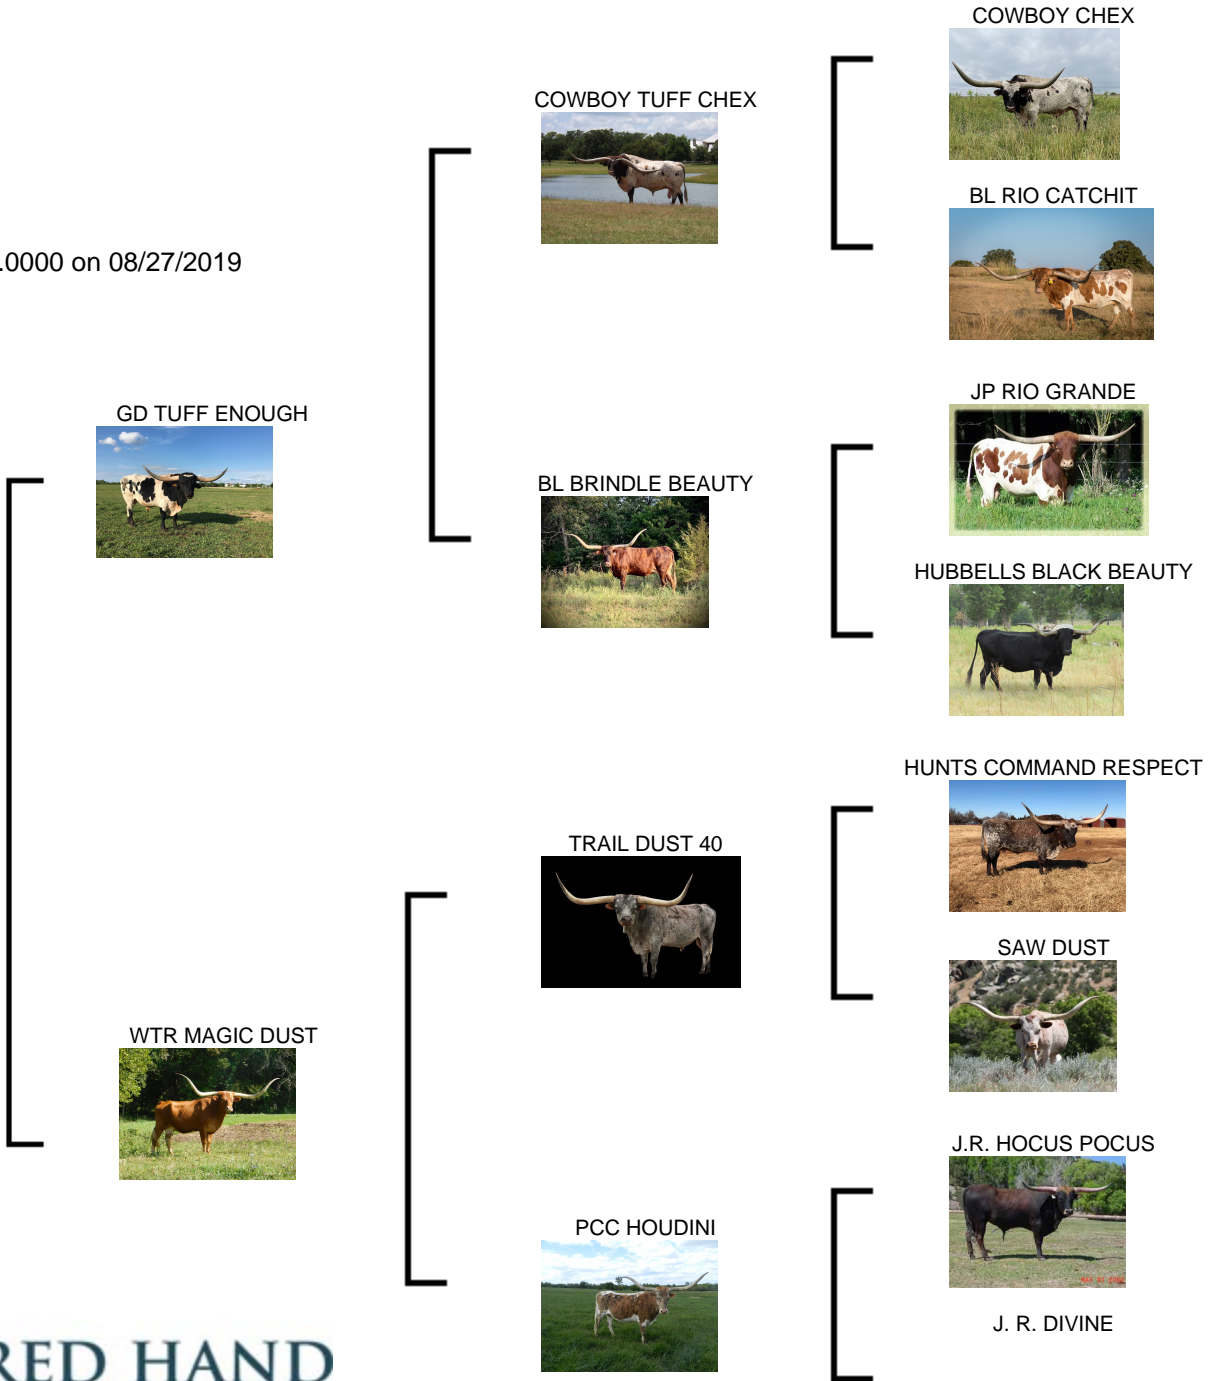 COWBOY CHEX
COWBOY TUFF CHEX
BL RIO CATCHIT
.0000 on 08/27/2019
JP RIO GRANDE
GD TUFF ENOUGH
BL BRINDLE BEAUTY
HUBBELLS BLACK BEAUTY
HUNTS COMMAND RESPECT
TRAIL DUST 40
SAW DUST
WTR MAGIC DUST
J.R. HOCUS POCUS
PCC HOUDINI
J. R. DIVINE
RED HAND